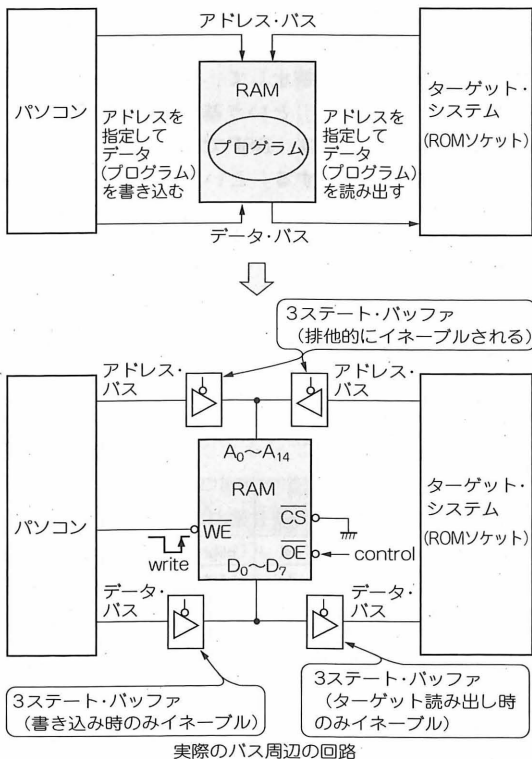 アドレス・バス
パソコン
アドレスを
指定して
データ
(プログラム)
を書き込む
RAM
プログラム
アドレスを
指定して
データ
(プログラム)
を読み出す
ターゲット・
システム
(ROMソケット)
データ・バス
3ステート・バッファ
(排他的にイネーブルされる)
アドレス・
バス
アドレス・
バス
パソコン
A0〜A14
RAM
WE
CS
OE
D0〜D7
write
control
ターゲット・
システム
(ROMソケット)
データ・
バス
データ・
バス
3ステート・バッファ
(書き込み時のみイネーブル)
3ステート・バッファ
(ターゲット読み出し時
のみイネーブル)
実際のバス周辺の回路